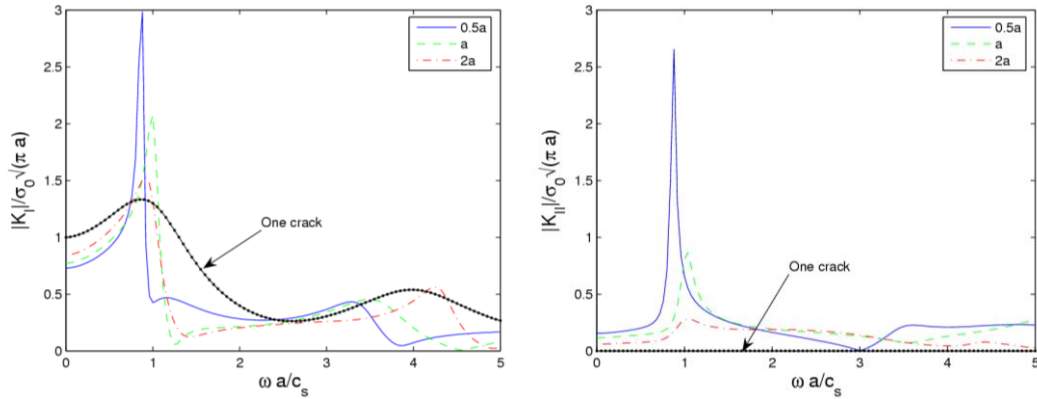 3
2.5
2
1.5
1
0.5
0
0 1 2 3 4 5
|K_I|/σ_0√(π a)
ω a/c_s
0.5a
a
2a
One crack
3
2.5
2
1.5
1
0.5
0
0 1 2 3 4 5
|K_II|/σ_0√(π a)
ω a/c_s
0.5a
a
2a
One crack